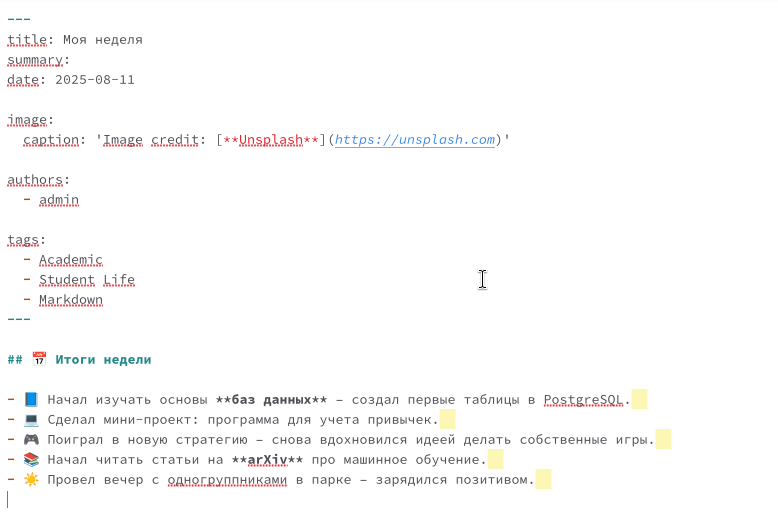 ---
title: Моя неделя
summary:
date: 2025-08-11

image:
  caption: 'Image credit: [**Unsplash**](https://unsplash.com)'

authors:
  - admin

tags:
  - Academic
  - Student Life
  - Markdown
---

## 📅 Итоги недели

- 📘 Начал изучать основы **баз данных** – создал первые таблицы в PostgreSQL.
- 💻 Сделал мини-проект: программа для учета привычек.
- 🎮 Поиграл в новую стратегию – снова вдохновился идеей делать собственные игры.
- 📚 Начал читать статьи на **arXiv** про машинное обучение.
- ☀️ Провел вечер с одногруппниками в парке – зарядился позитивом.